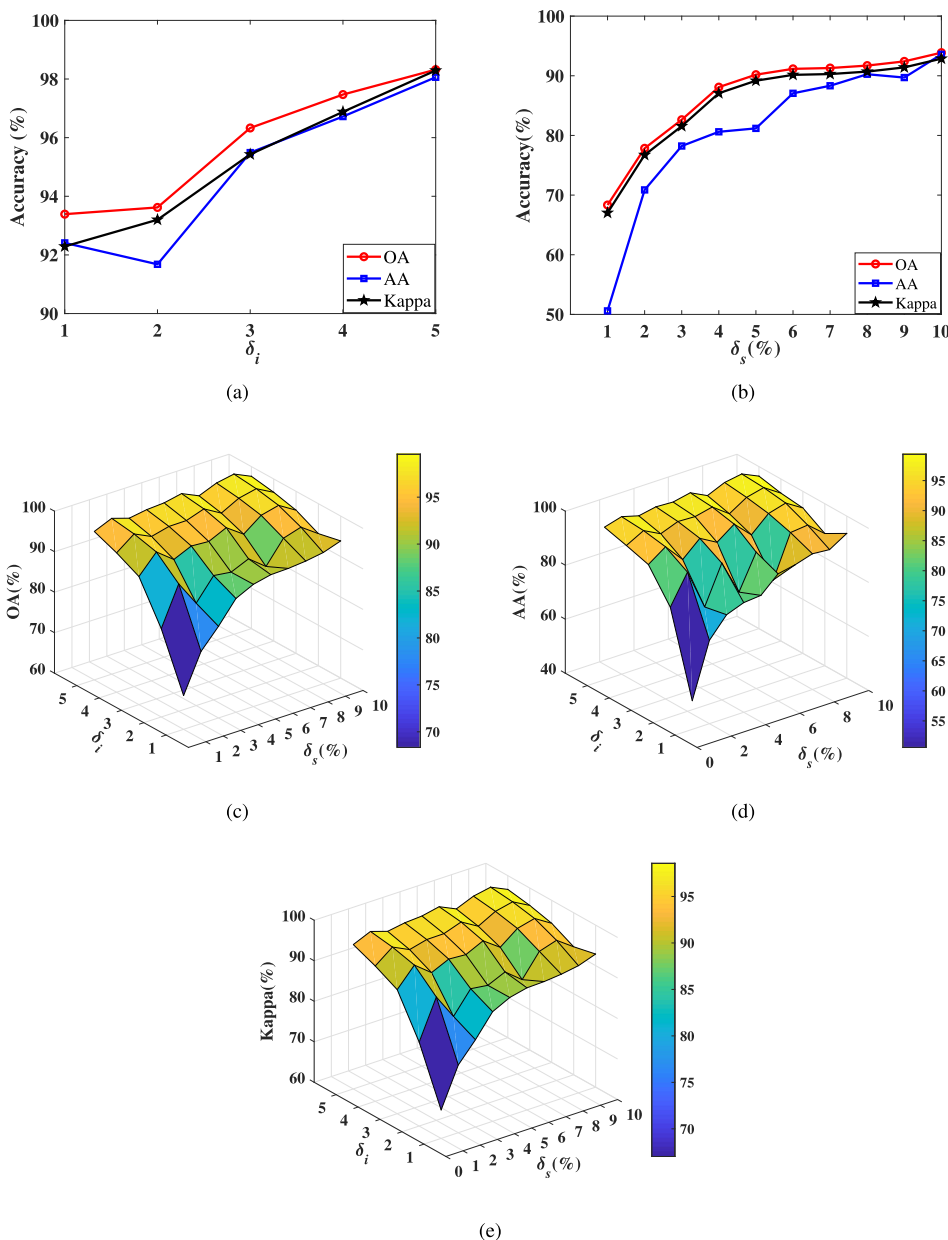 100
98
96
94
92
90
Accuracy (%)
1 2 3 4 5
δi
OA
AA
Kappa
(a)
100
90
80
70
60
50
Accuracy(%)
1 2 3 4 5 6 7 8 9 10
δs(%)
OA
AA
Kappa
(b)
100
90
80
70
60
OA(%)
5 4 3 2 1
δi
1 2 3 4 5 6 7 8 9 10
δs(%)
95
90
85
80
75
70
(c)
100
80
60
40
AA(%)
5 4 3 2 1
δi
0 2 4 6 8 10
δs(%)
95
90
85
80
75
70
65
60
55
(d)
100
90
80
70
60
Kappa(%)
5 4 3 2 1
δi
0 1 2 3 4 5 6 7 8 9 10
δs(%)
95
90
85
80
75
70
(e)